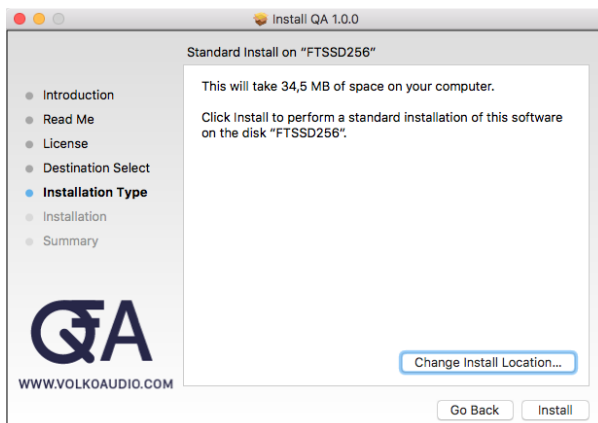 Install QA 1.0.0
Standard Install on “FTSSD256”
Introduction
Read Me
License
Destination Select
Installation Type
Installation
Summary
This will take 34,5 MB of space on your computer.
Click Install to perform a standard installation of this software
on the disk “FTSSD256”.
QA
WWW.VOLKOAUDIO.COM
Change Install Location...
Go Back
Install